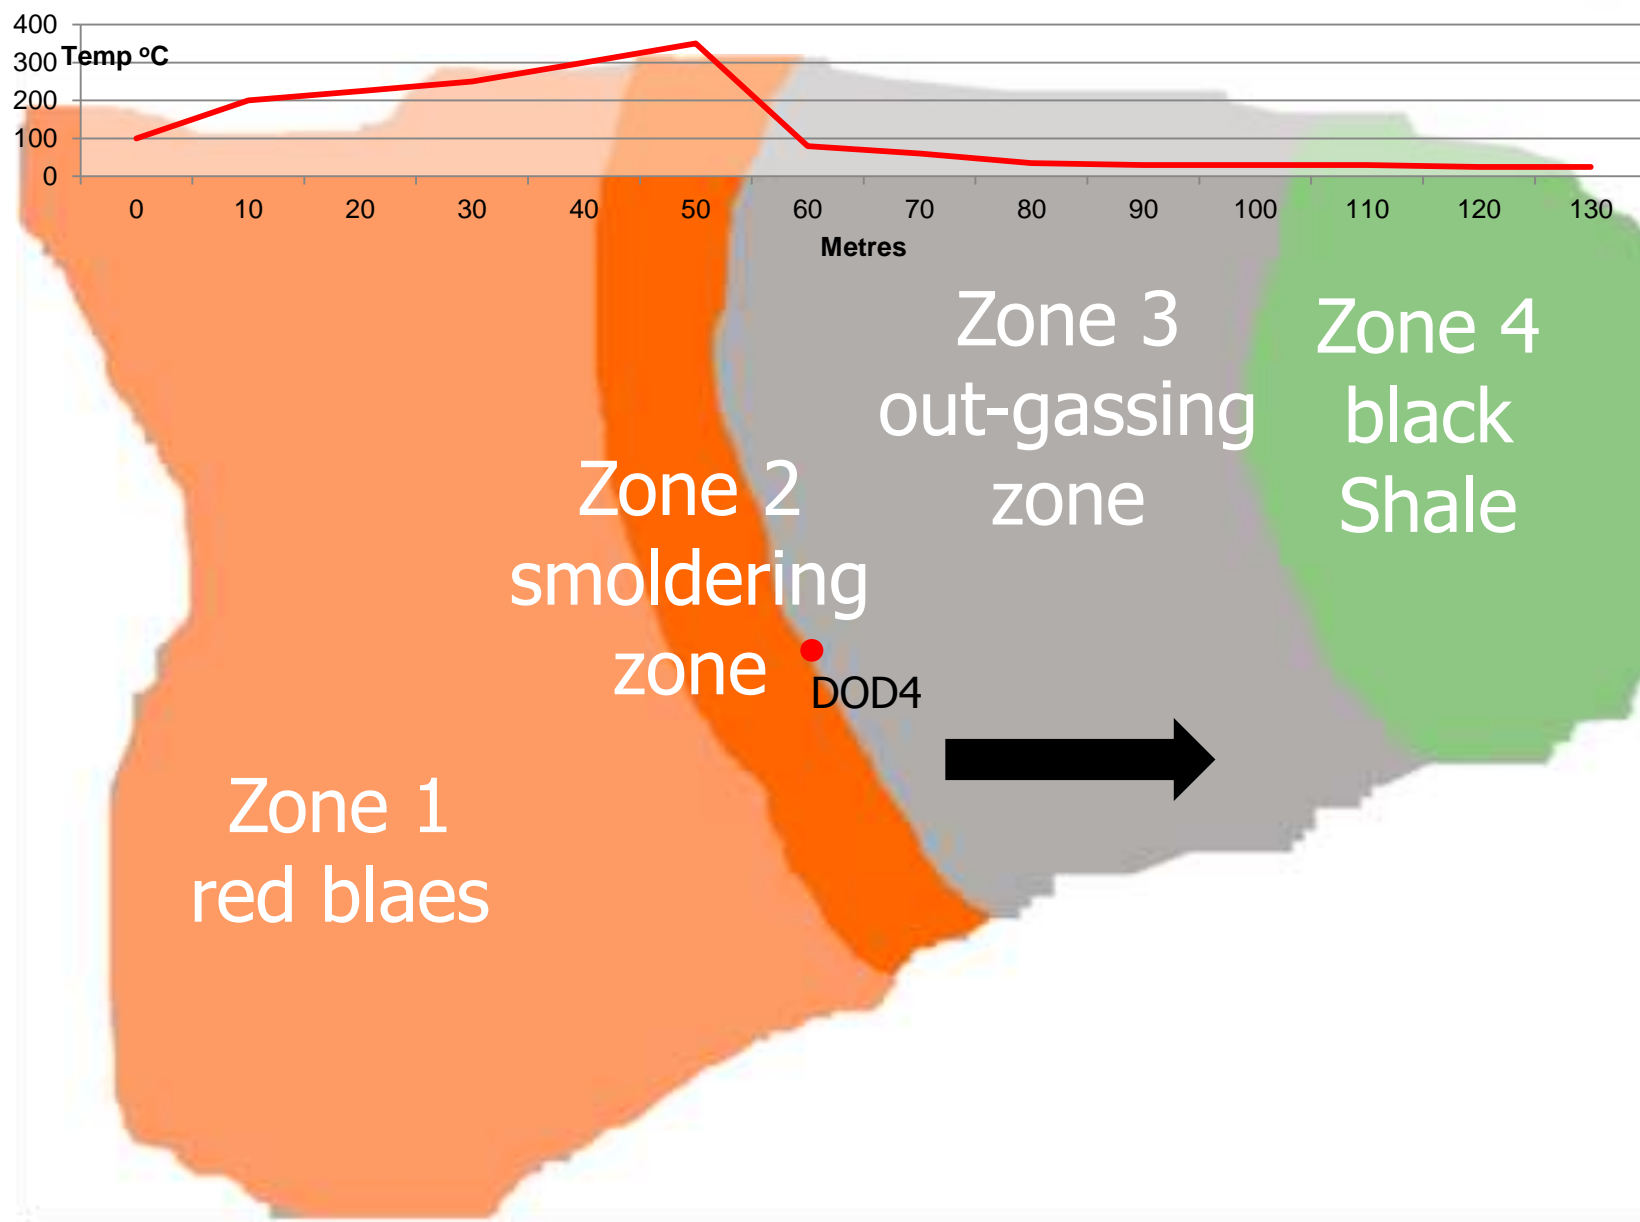 400
300
200
100
0
Temp ºC
0 10 20 30 40 50 60 70 80 90 100 110 120 130
Metres
Zone 1
red blaes
Zone 2
smoldering
zone
Zone 3
out-gassing
zone
Zone 4
black
Shale
DOD4